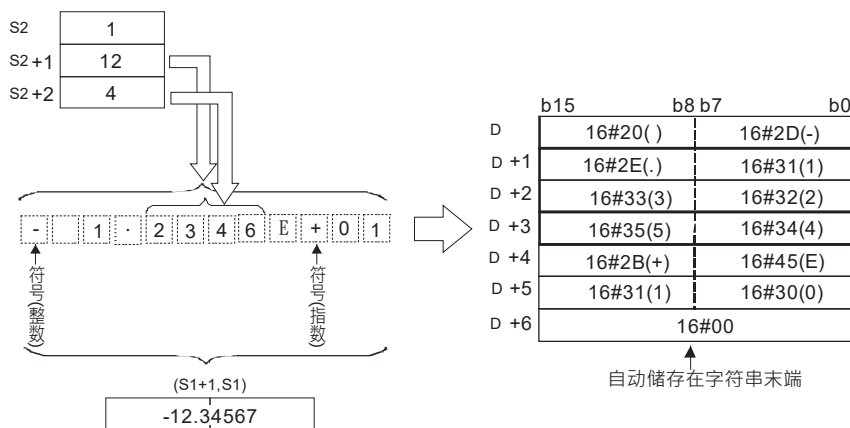 S2 1
S2 +1 12
S2 +2 4
- 1 . 2 3 4 6 E + 0 1
符号(整数)
符号(指数)
(S1+1,S1)
-12.34567
b15 b8 b7 b0
D 16#20( ) 16#2D(-)
D +1 16#2E(.) 16#31(1)
D +2 16#33(3) 16#32(2)
D +3 16#35(5) 16#34(4)
D +4 16#2B(+) 16#45(E)
D +5 16#31(1) 16#30(0)
D +6 16#00
自动储存在字符串末端